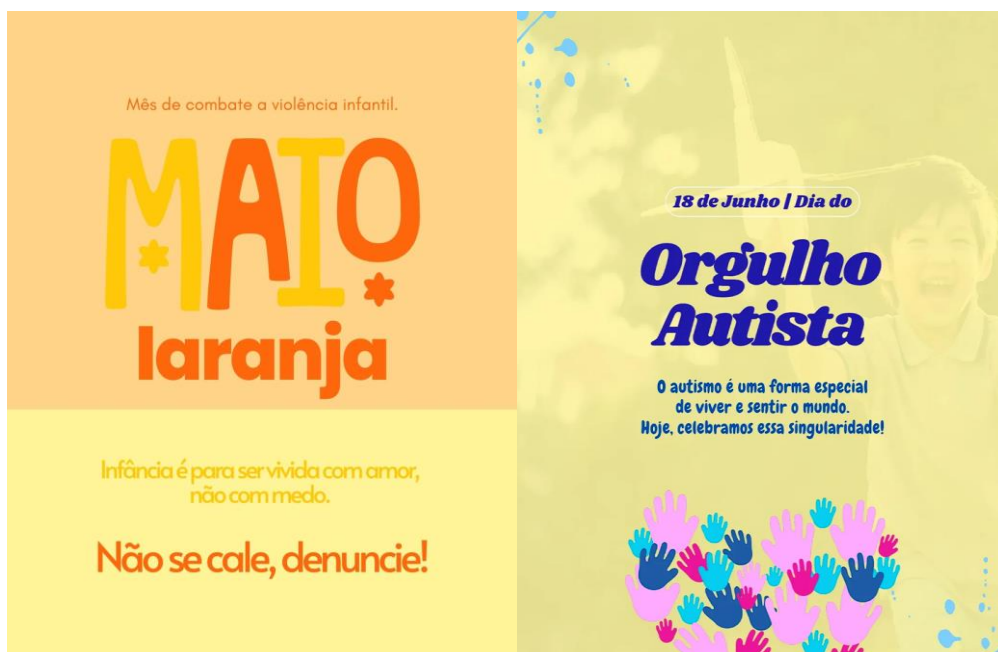 Mês de combate a violência infantil.
MAIO
laranja
Infância é para ser vivida com amor,
não com medo.
Não se cale, denuncie!
18 de Junho | Dia do
Orgulho
Autista
O autismo é uma forma especial
de viver e sentir o mundo.
Hoje, celebramos essa singularidade!